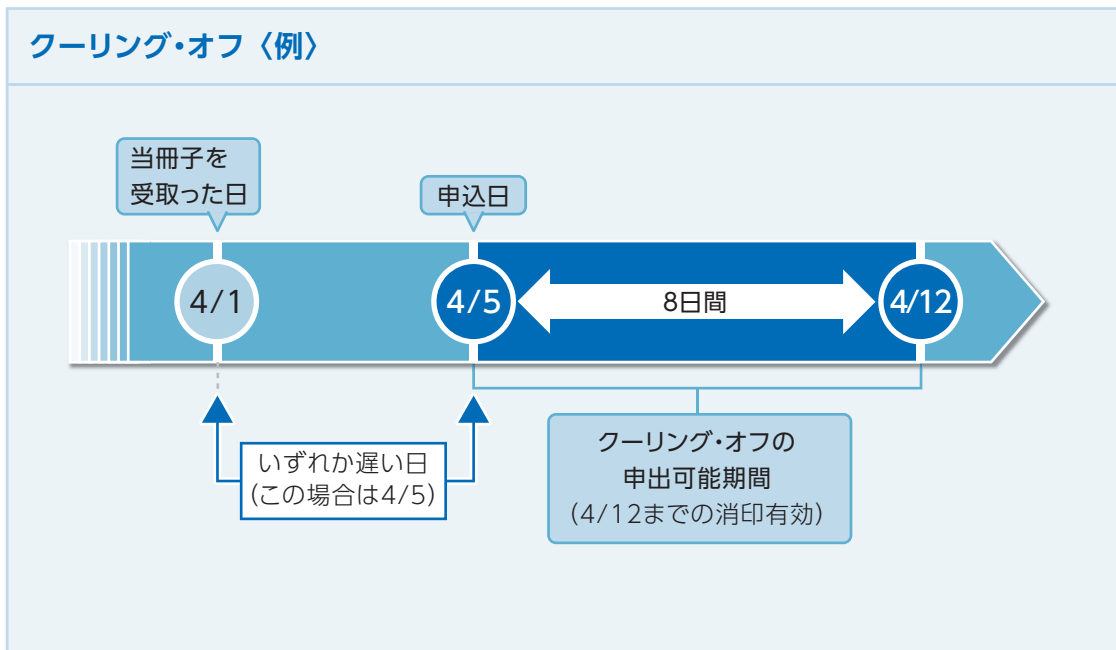 クーリング・オフ〈例〉
当冊子を
受取った日
申込日
4/1
4/5
8日間
4/12
いずれか遅い日
(この場合は4/5)
クーリング・オフの
申出可能期間
(4/12までの消印有効)